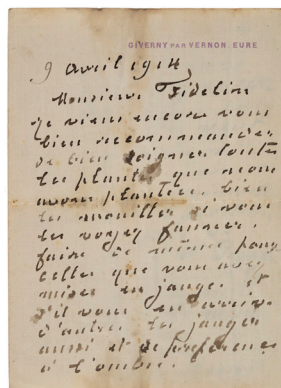 GIVERNY PAR VERNON EURE
9 Avril 1914
Monsieur Fidelin
je viens encore vous
bien recommander
de bien soigner toutes
les plantes que nous
avons plantées, bien
les mouiller si vous
les voyez faner,
faire de même pour
celles que vous avez
mises en jauge. Et
s'il vous en arrive
d'autres les jauger
aussi et de préférence
à l'ombre.